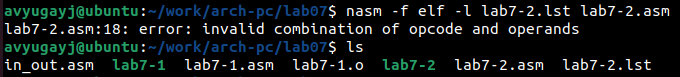 avyugayj@ubuntu:~/work/arch-pc/lab07$ nasm -f elf -l lab7-2.lst lab7-2.asm
lab7-2.asm:18: error: invalid combination of opcode and operands
avyugayj@ubuntu:~/work/arch-pc/lab07$ ls
in_out.asm lab7-1 lab7-1.asm lab7-1.o lab7-2 lab7-2.asm lab7-2.lst